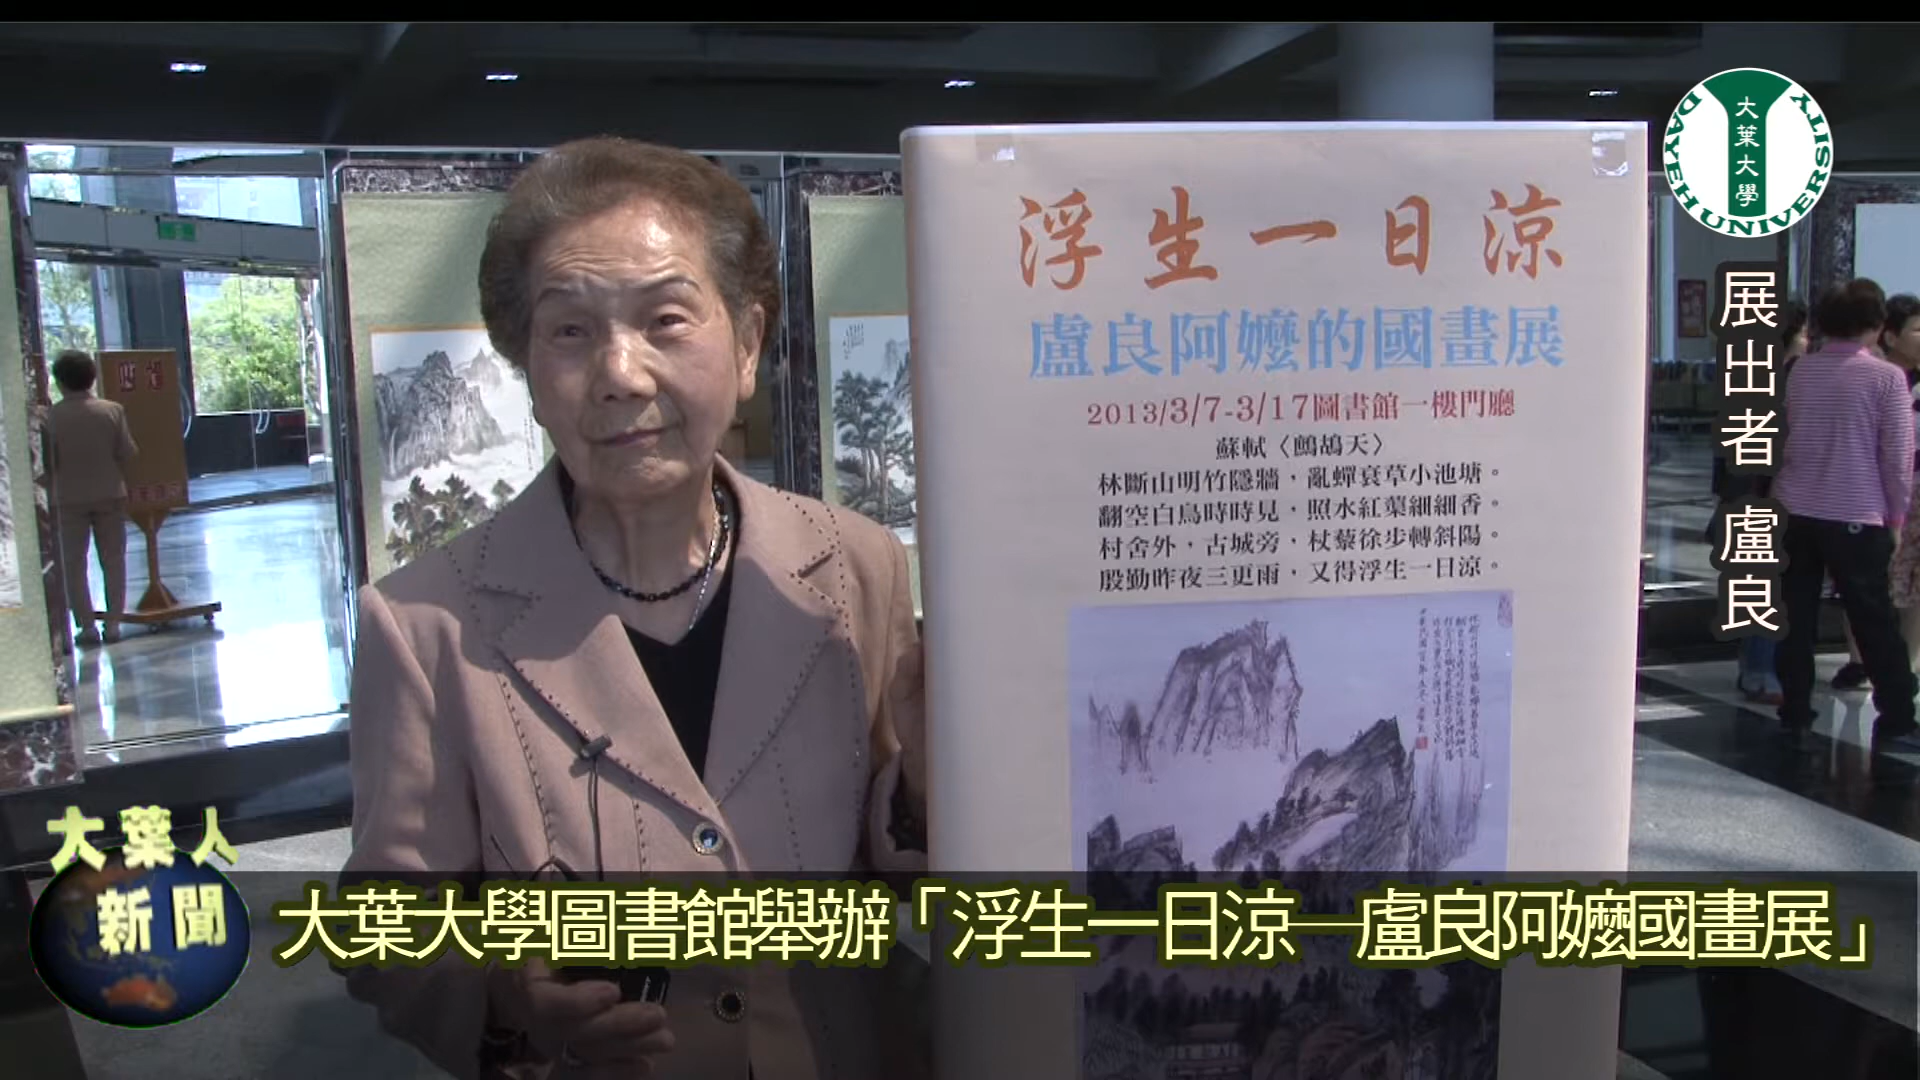 大葉大學
DAYEH UNIVERSITY
展出者 盧良
浮生一日涼
盧良阿嬤的國畫展
2013/3/7-3/17圖書館一樓門廳
蘇軾〈鷓鴣天〉
林斷山明竹隱牆，亂蟬衰草小池塘。
翻空白鳥時時見，照水紅蕖細細香。
村舍外，古城旁，杖藜徐步轉斜陽。
殷勤昨夜三更雨，又得浮生一日涼。
大葉人
新聞
大葉大學圖書館舉辦「浮生一日涼—盧良阿嬤國畫展」